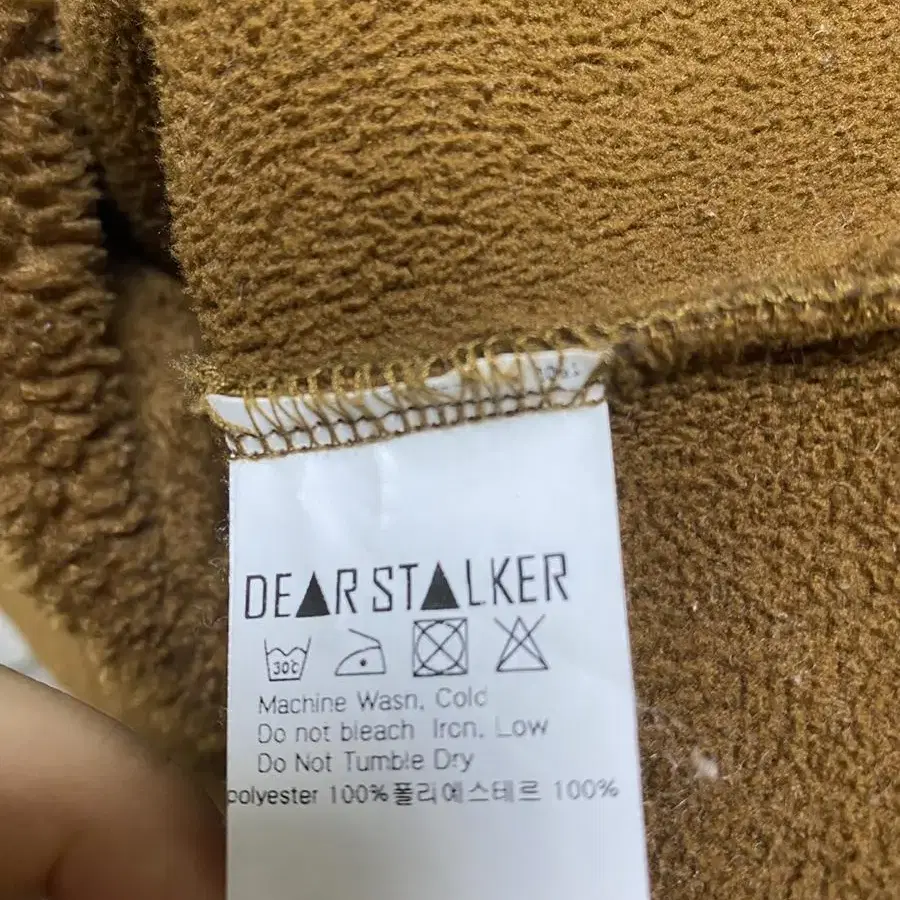 DEARSTALKER
30℃
Machine Wasn, Cold
Do not bleach Iron, Low
Do Not Tumble Dry
polyester 100%폴리에스테르 100%